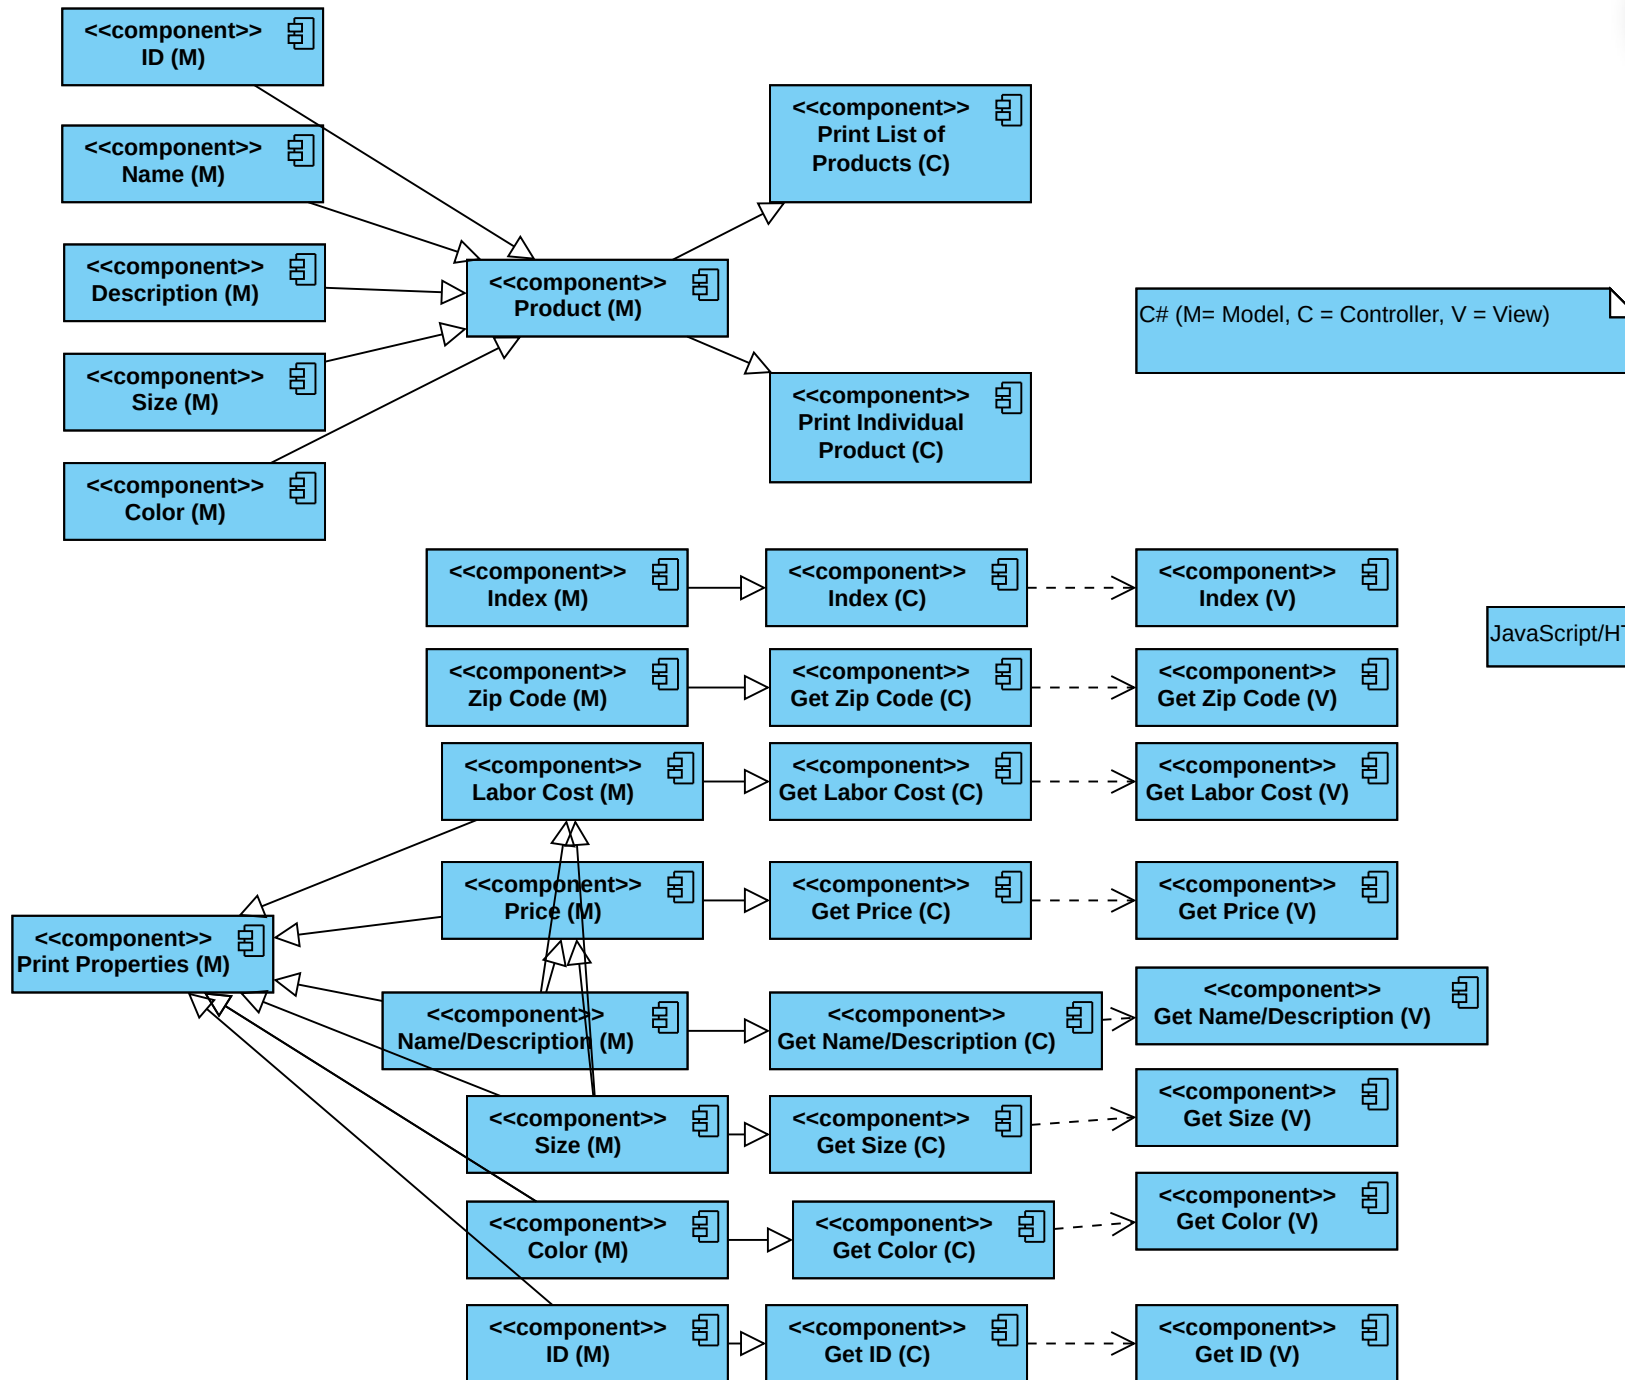 <<component>>
ID (M)
<<component>>
Name (M)
<<component>>
Description (M)
<<component>>
Size (M)
<<component>>
Color (M)
<<component>>
Product (M)
<<component>>
Print List of
Products (C)
<<component>>
Print Individual
Product (C)
C# (M= Model, C = Controller, V = View)
<<component>>
Index (M)
<<component>>
Index (C)
<<component>>
Index (V)
JavaScript/HT
<<component>>
Zip Code (M)
<<component>>
Get Zip Code (C)
<<component>>
Get Zip Code (V)
<<component>>
Labor Cost (M)
<<component>>
Get Labor Cost (C)
<<component>>
Get Labor Cost (V)
<<component>>
Price (M)
<<component>>
Get Price (C)
<<component>>
Get Price (V)
<<component>>
Print Properties (M)
<<component>>
Name/Description (M)
<<component>>
Get Name/Description (C)
<<component>>
Get Name/Description (V)
<<component>>
Size (M)
<<component>>
Get Size (C)
<<component>>
Get Size (V)
<<component>>
Color (M)
<<component>>
Get Color (C)
<<component>>
Get Color (V)
<<component>>
ID (M)
<<component>>
Get ID (C)
<<component>>
Get ID (V)